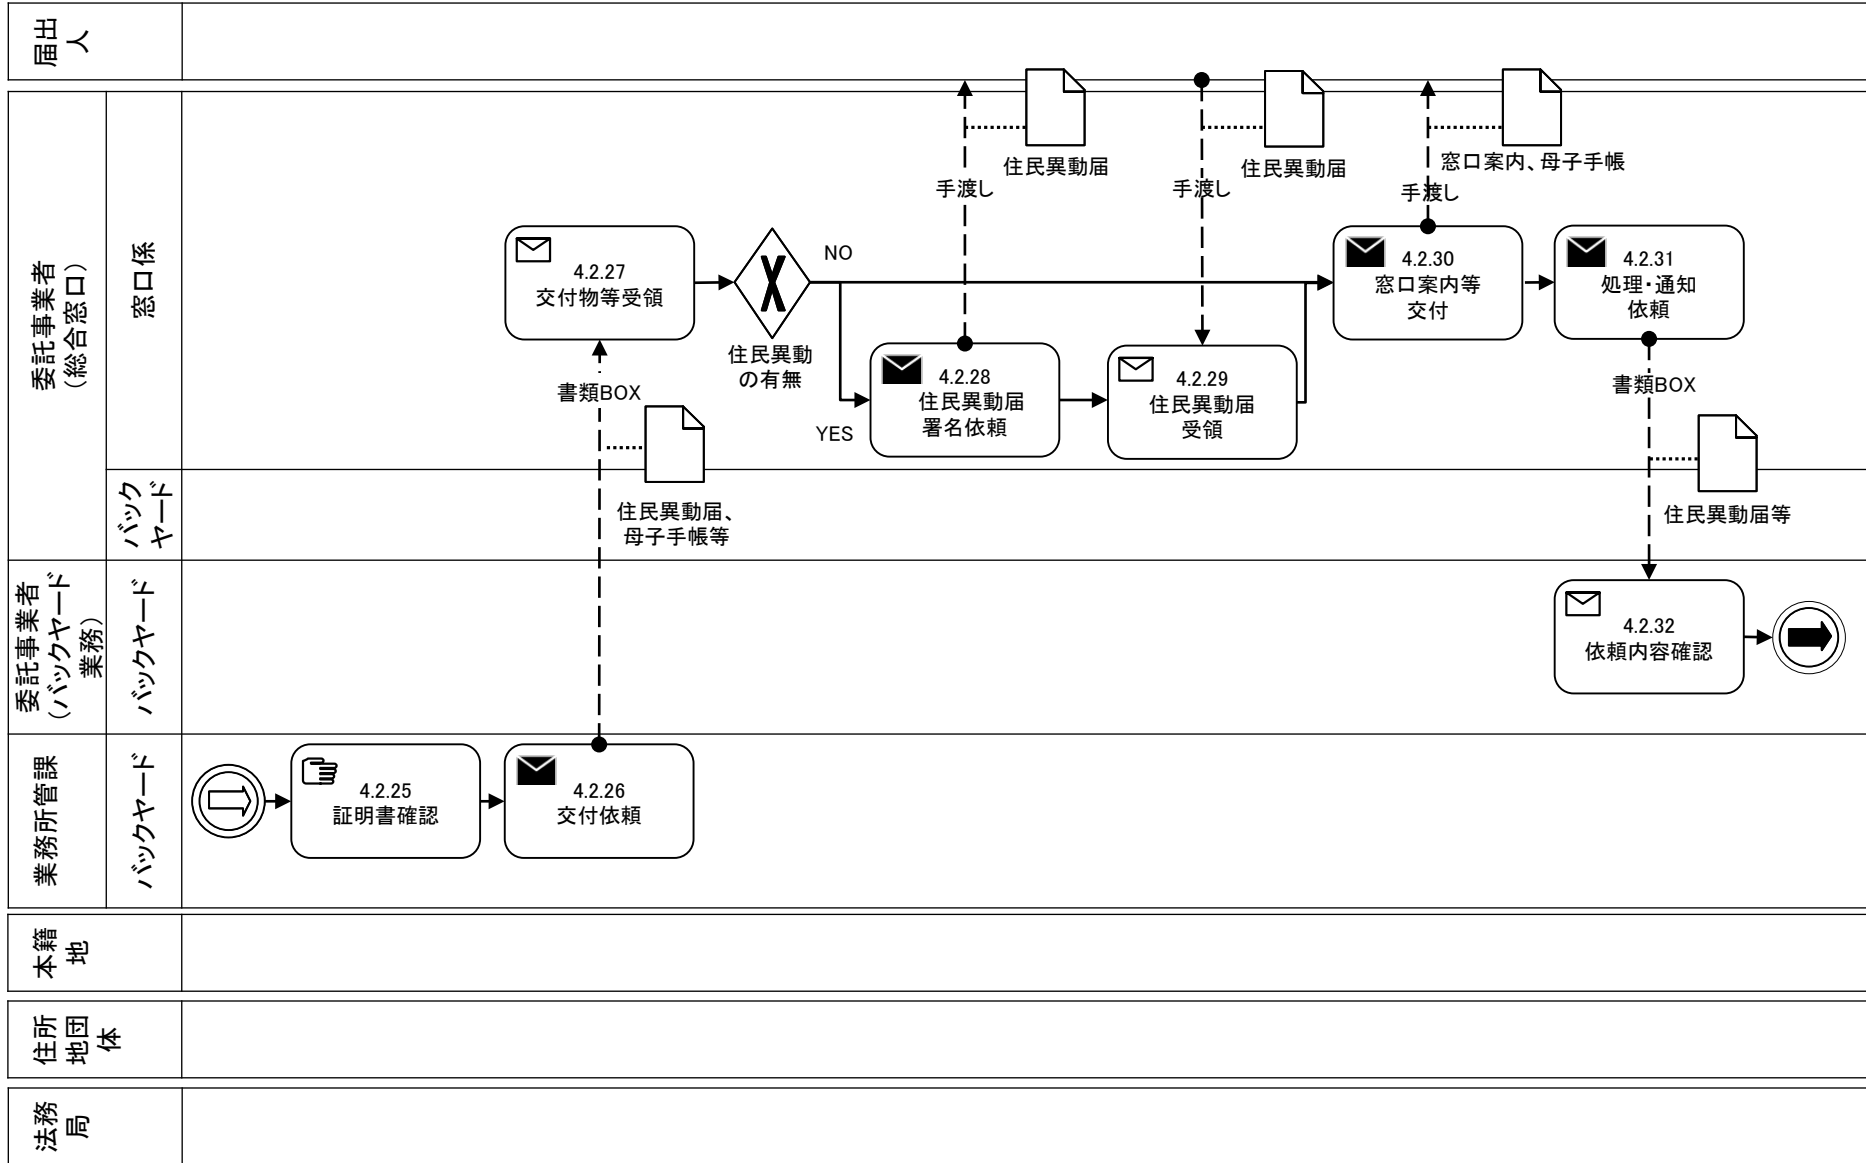 届出
人
委託事業者
（総合窓口）
窓口係
バック
ヤード
委託事業者
（バックヤード
業務）
バックヤード
業務所管課
バックヤード
本籍
地
住所
地団
体
法務
局
住民異動届
手渡し
住民異動届
手渡し
窓口案内、母子手帳
手渡し
4.2.27
交付物等受領
NO
住民異動
の有無
YES
4.2.28
住民異動届
署名依頼
4.2.29
住民異動届
受領
4.2.30
窓口案内等
交付
4.2.31
処理・通知
依頼
書類BOX
住民異動届、
母子手帳等
書類BOX
住民異動届等
4.2.32
依頼内容確認
4.2.25
証明書確認
4.2.26
交付依頼